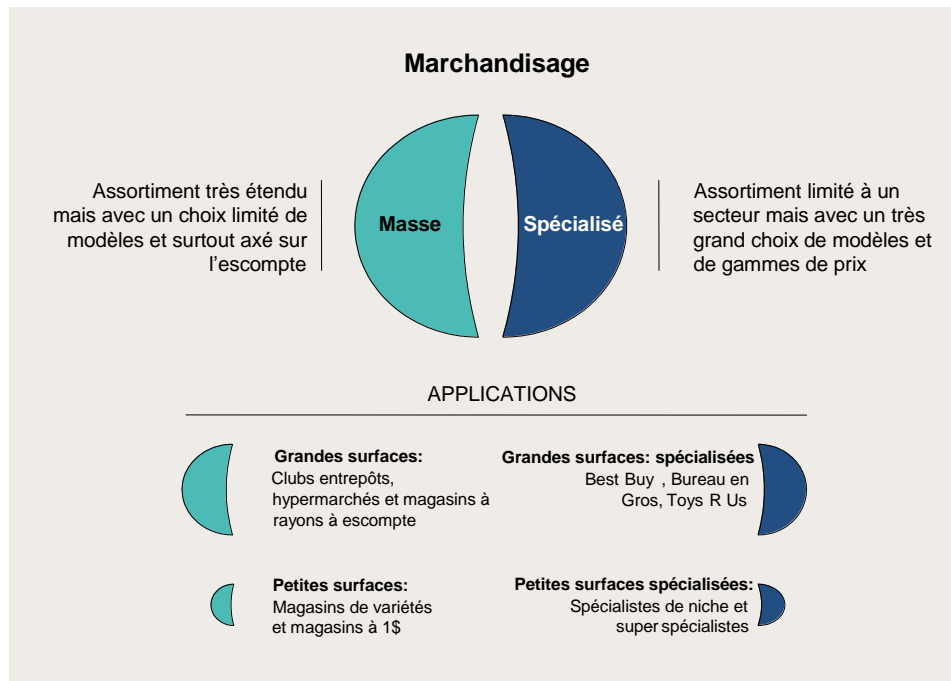 Marchandisage
Assortiment très étendu
mais avec un choix limité de
modèles et surtout axé sur
l’escompte
Masse
Spécialisé
Assortiment limité à un
secteur mais avec un très
grand choix de modèles et
de gammes de prix
APPLICATIONS
Grandes surfaces:
Clubs entrepôts,
hypermarchés et magasins à
rayons à escompte
Grandes surfaces: spécialisées
Best Buy , Bureau en
Gros, Toys R Us
Petites surfaces:
Magasins de variétés
et magasins à 1$
Petites surfaces spécialisées:
Spécialistes de niche et
super spécialistes